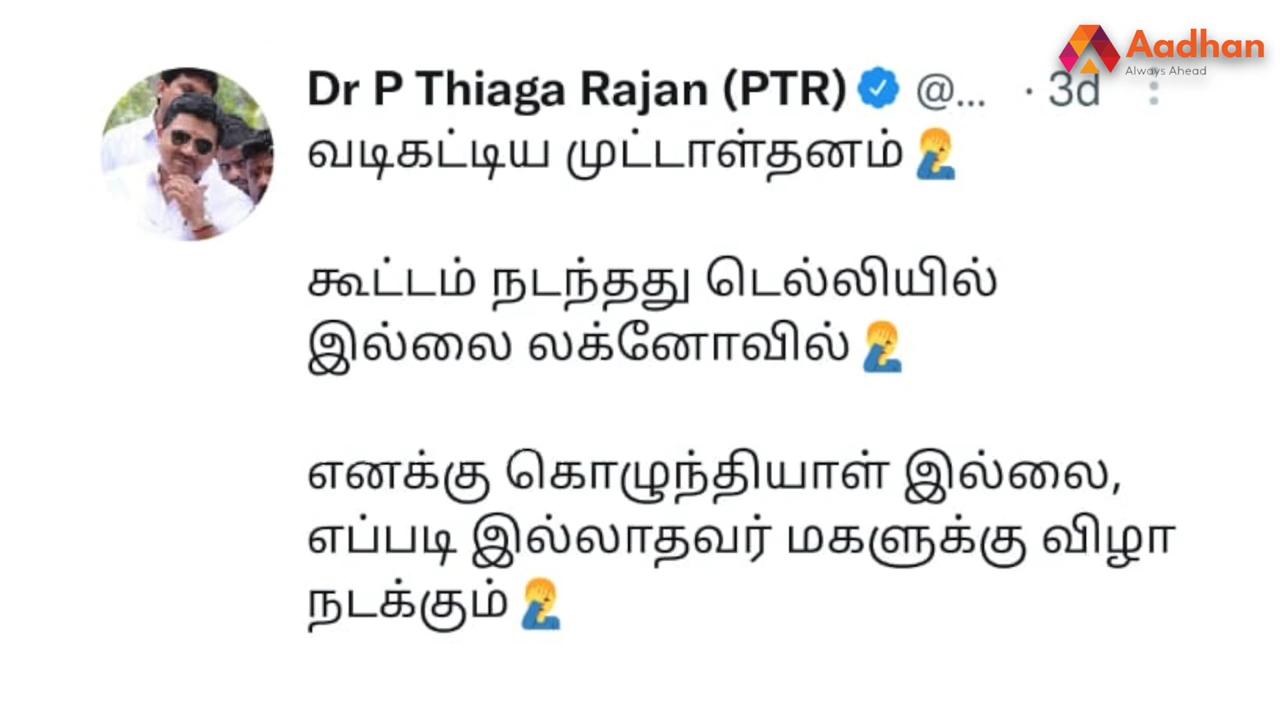 Aadhan
Always Ahead
Dr P Thiaga Rajan (PTR) @... · 3d
வடிகட்டிய முட்டாள்தனம் 🤦‍♂️
கூட்டம் நடந்தது டெல்லியில்
இல்லை லக்னோவில் 🤦‍♂️
எனக்கு கொழுந்தியாள் இல்லை,
எப்படி இல்லாதவர் மகளுக்கு விழா
நடக்கும் 🤦‍♂️